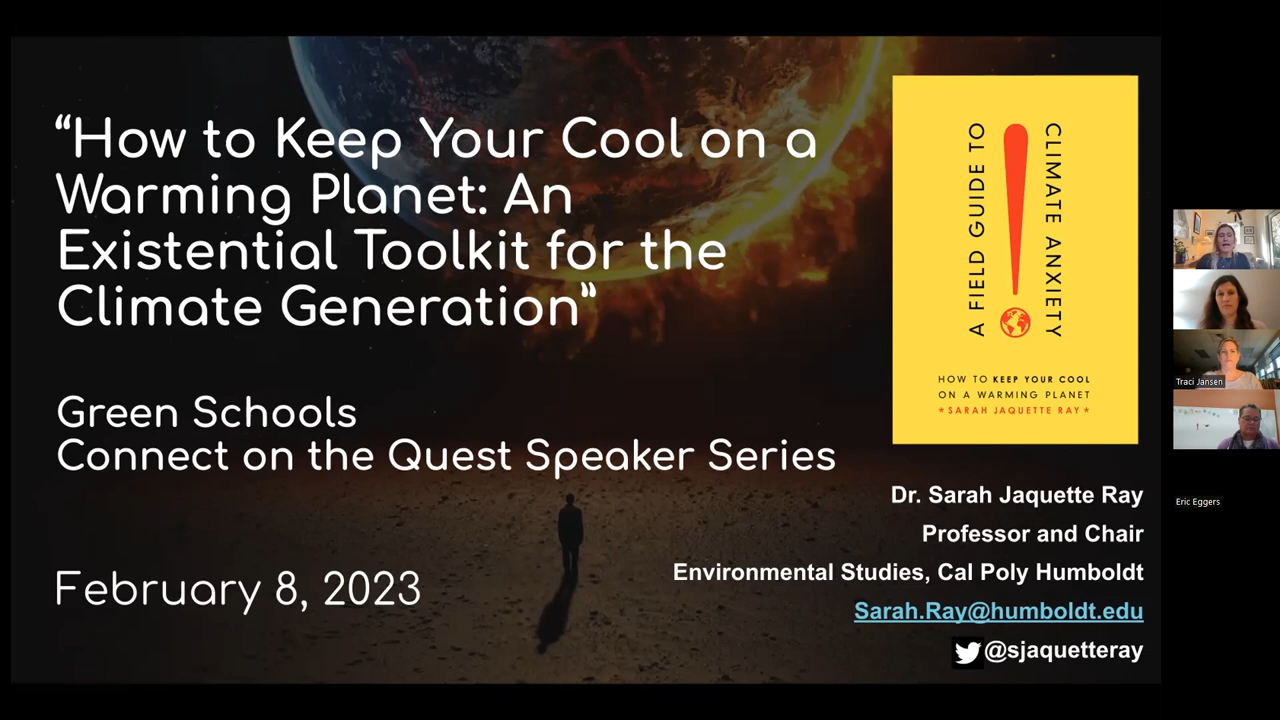 “How to Keep Your Cool on a
Warming Planet: An
Existential Toolkit for the
Climate Generation”
Green Schools
Connect on the Quest Speaker Series
February 8, 2023
A FIELD GUIDE TO
CLIMATE ANXIETY
HOW TO KEEP YOUR COOL
ON A WARMING PLANET
*SARAH JAQUETTE RAY*
Dr. Sarah Jaquette Ray
Professor and Chair
Environmental Studies, Cal Poly Humboldt
Sarah.Ray@humboldt.edu
@sjaquetteray
Traci Jansen
Eric Eggers